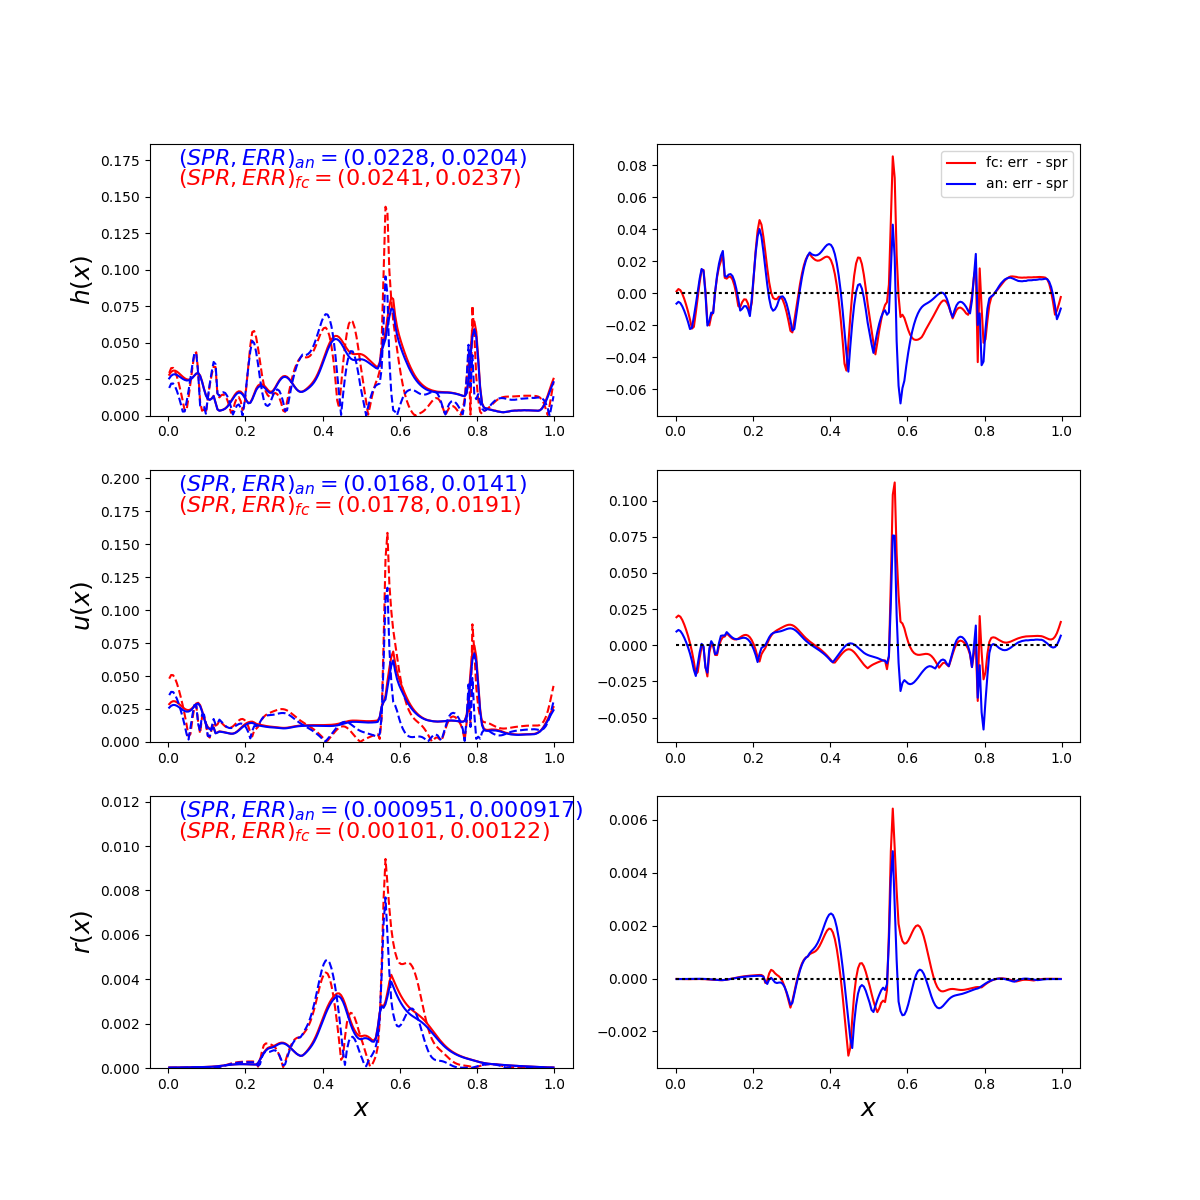 (SPR, ERR)an = (0.0228, 0.0204)
(SPR, ERR)fc = (0.0241, 0.0237)
h(x)
0.175
0.150
0.125
0.100
0.075
0.050
0.025
0.000
0.0 0.2 0.4 0.6 0.8 1.0
fc: err - spr
an: err - spr
0.08
0.06
0.04
0.02
0.00
−0.02
−0.04
−0.06
0.0 0.2 0.4 0.6 0.8 1.0
(SPR, ERR)an = (0.0168, 0.0141)
(SPR, ERR)fc = (0.0178, 0.0191)
u(x)
0.200
0.175
0.150
0.125
0.100
0.075
0.050
0.025
0.000
0.0 0.2 0.4 0.6 0.8 1.0
0.100
0.075
0.050
0.025
0.000
−0.025
−0.050
0.0 0.2 0.4 0.6 0.8 1.0
(SPR, ERR)an = (0.000951, 0.000917)
(SPR, ERR)fc = (0.00101, 0.00122)
r(x)
0.012
0.010
0.008
0.006
0.004
0.002
0.000
0.0 0.2 0.4 0.6 0.8 1.0
x
0.006
0.004
0.002
0.000
−0.002
0.0 0.2 0.4 0.6 0.8 1.0
x